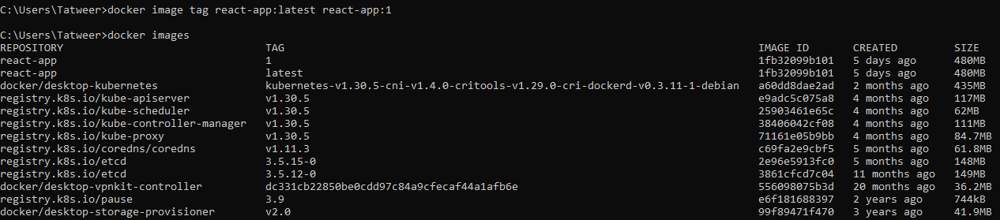 C:\Users\Tatweer>docker image tag react-app:latest react-app:1
C:\Users\Tatweer>docker images
REPOSITORY TAG IMAGE ID CREATED SIZE
react-app 1 1fb32099b101 5 days ago 480MB
react-app latest 1fb32099b101 5 days ago 480MB
docker/desktop-kubernetes kubernetes-v1.30.5-cni-v1.4.0-critools-v1.29.0-cri-dockerd-v0.3.11-1-debian a60dd8dae2ad 2 months ago 435MB
registry.k8s.io/kube-apiserver v1.30.5 e9adc5c075a8 4 months ago 117MB
registry.k8s.io/kube-scheduler v1.30.5 25903461e65c 4 months ago 62MB
registry.k8s.io/kube-controller-manager v1.30.5 38406042cf08 4 months ago 111MB
registry.k8s.io/kube-proxy v1.30.5 71161e05b9bb 4 months ago 84.7MB
registry.k8s.io/coredns/coredns v1.11.3 c69fa2e9cbf5 5 months ago 61.8MB
registry.k8s.io/etcd 3.5.15-0 2e96e5913fc0 5 months ago 148MB
registry.k8s.io/etcd 3.5.12-0 3861cfcd7c04 11 months ago 149MB
docker/desktop-vpnkit-controller dc331cb22850be0cdd97c84a9cfecaf44a1afb6e 556098075b3d 20 months ago 36.2MB
registry.k8s.io/pause 3.9 e6f181688397 2 years ago 744kB
docker/desktop-storage-provisioner v2.0 99f89471f470 3 years ago 41.9MB